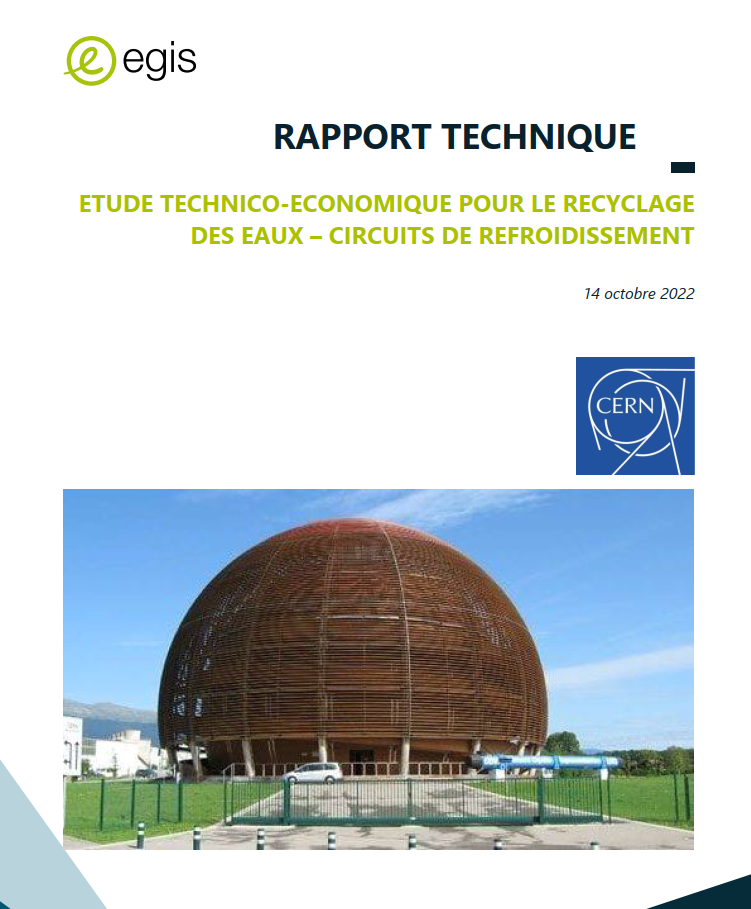 egis
RAPPORT TECHNIQUE
ETUDE TECHNICO-ECONOMIQUE POUR LE RECYCLAGE
DES EAUX – CIRCUITS DE REFROIDISSEMENT
14 octobre 2022
CERN